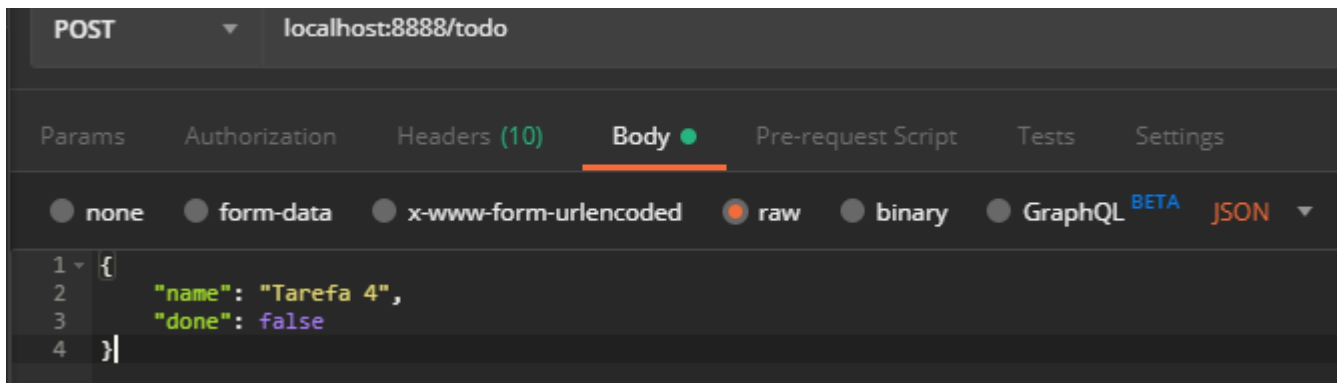 POST localhost:8888/todo
Params Authorization Headers (10) Body Pre-request Script Tests Settings
none form-data x-www-form-urlencoded raw binary GraphQL BETA JSON
1 {
2 "name": "Tarefa 4",
3 "done": false
4 }